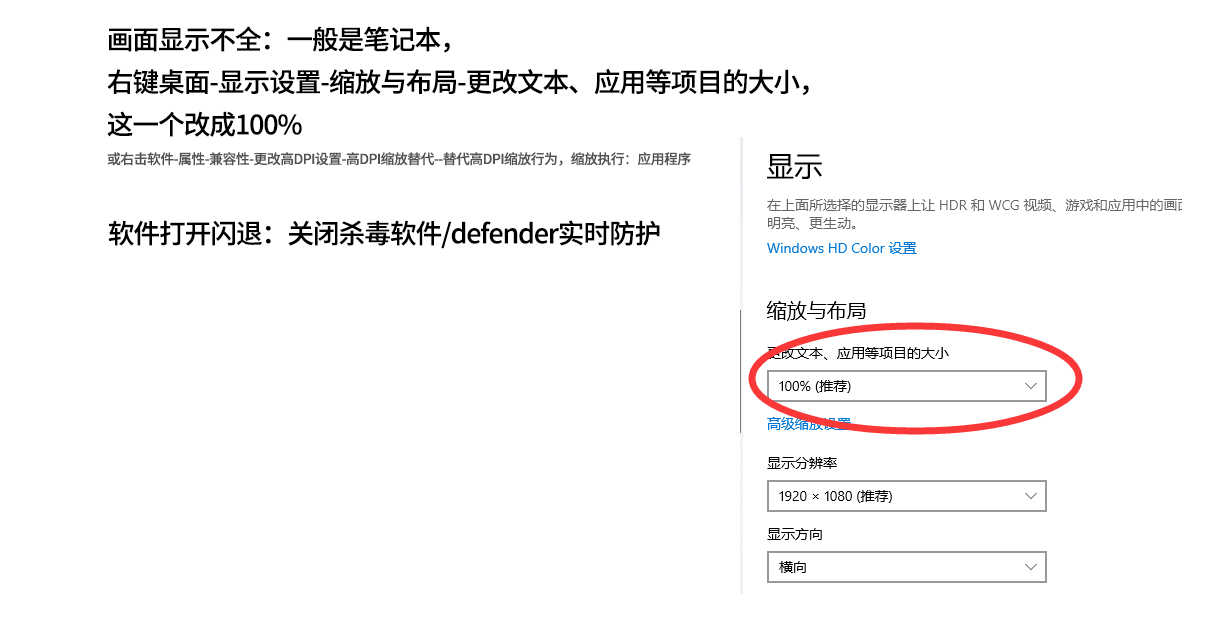 画面显示不全：一般是笔记本，
右键桌面-显示设置-缩放与布局-更改文本、应用等项目的大小，
这一个改成100%
或右击软件-属性-兼容性-更改高DPI设置-高DPI缩放替代--替代高DPI缩放行为，缩放执行：应用程序
软件打开闪退：关闭杀毒软件/defender实时防护
显示
在上面所选择的显示器上让 HDR 和 WCG 视频、游戏和应用中的画面
明亮、更生动。
Windows HD Color 设置
缩放与布局
更改文本、应用等项目的大小
100% (推荐)
高级缩放设置
显示分辨率
1920 × 1080 (推荐)
显示方向
横向